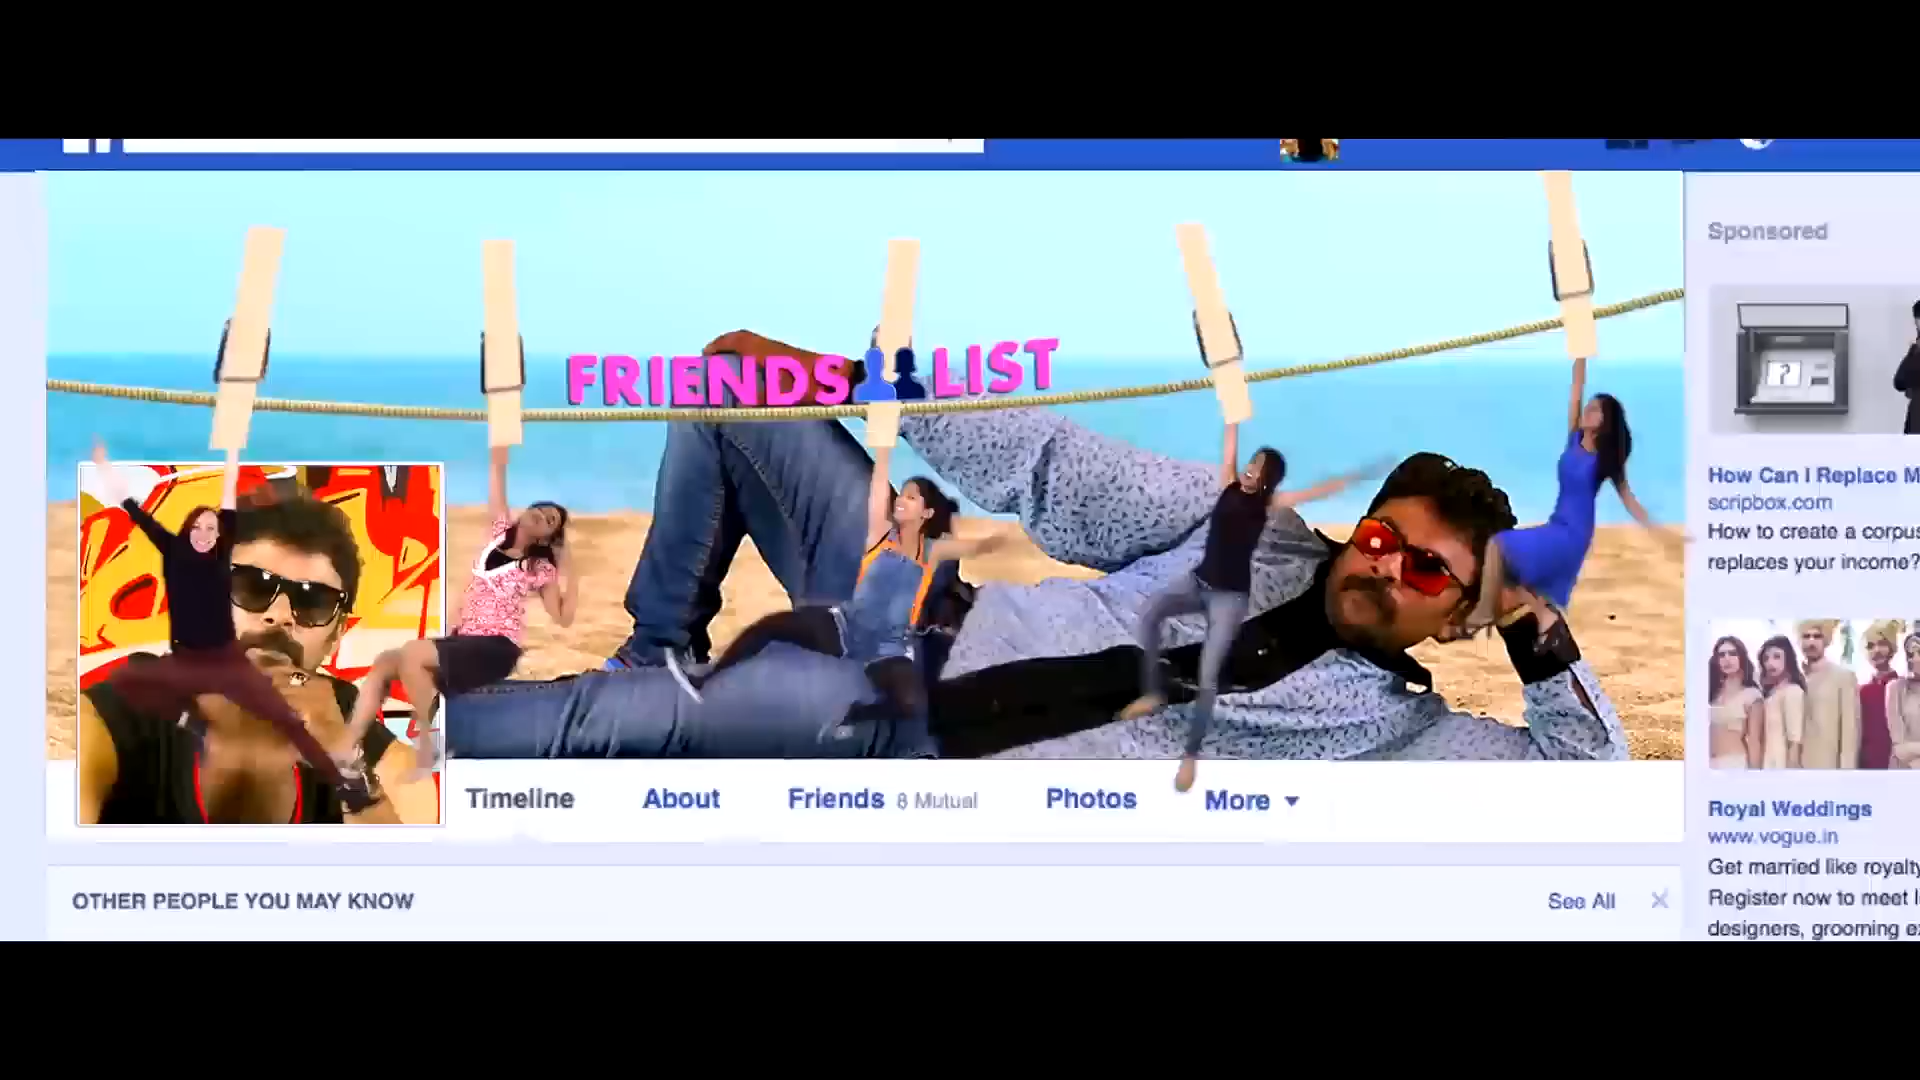 FRIENDS LIST
Timeline
About
Friends 8 Mutual
Photos
More
OTHER PEOPLE YOU MAY KNOW
See All
Sponsored
?
How Can I Replace M
scripbox.com
How to create a corpus
replaces your income?
Royal Weddings
www.vogue.in
Get married like royalty
Register now to meet
designers, grooming